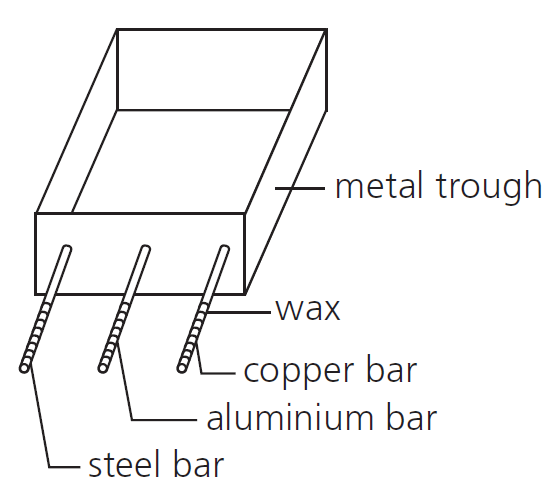 metal trough
wax
copper bar
aluminium bar
steel bar